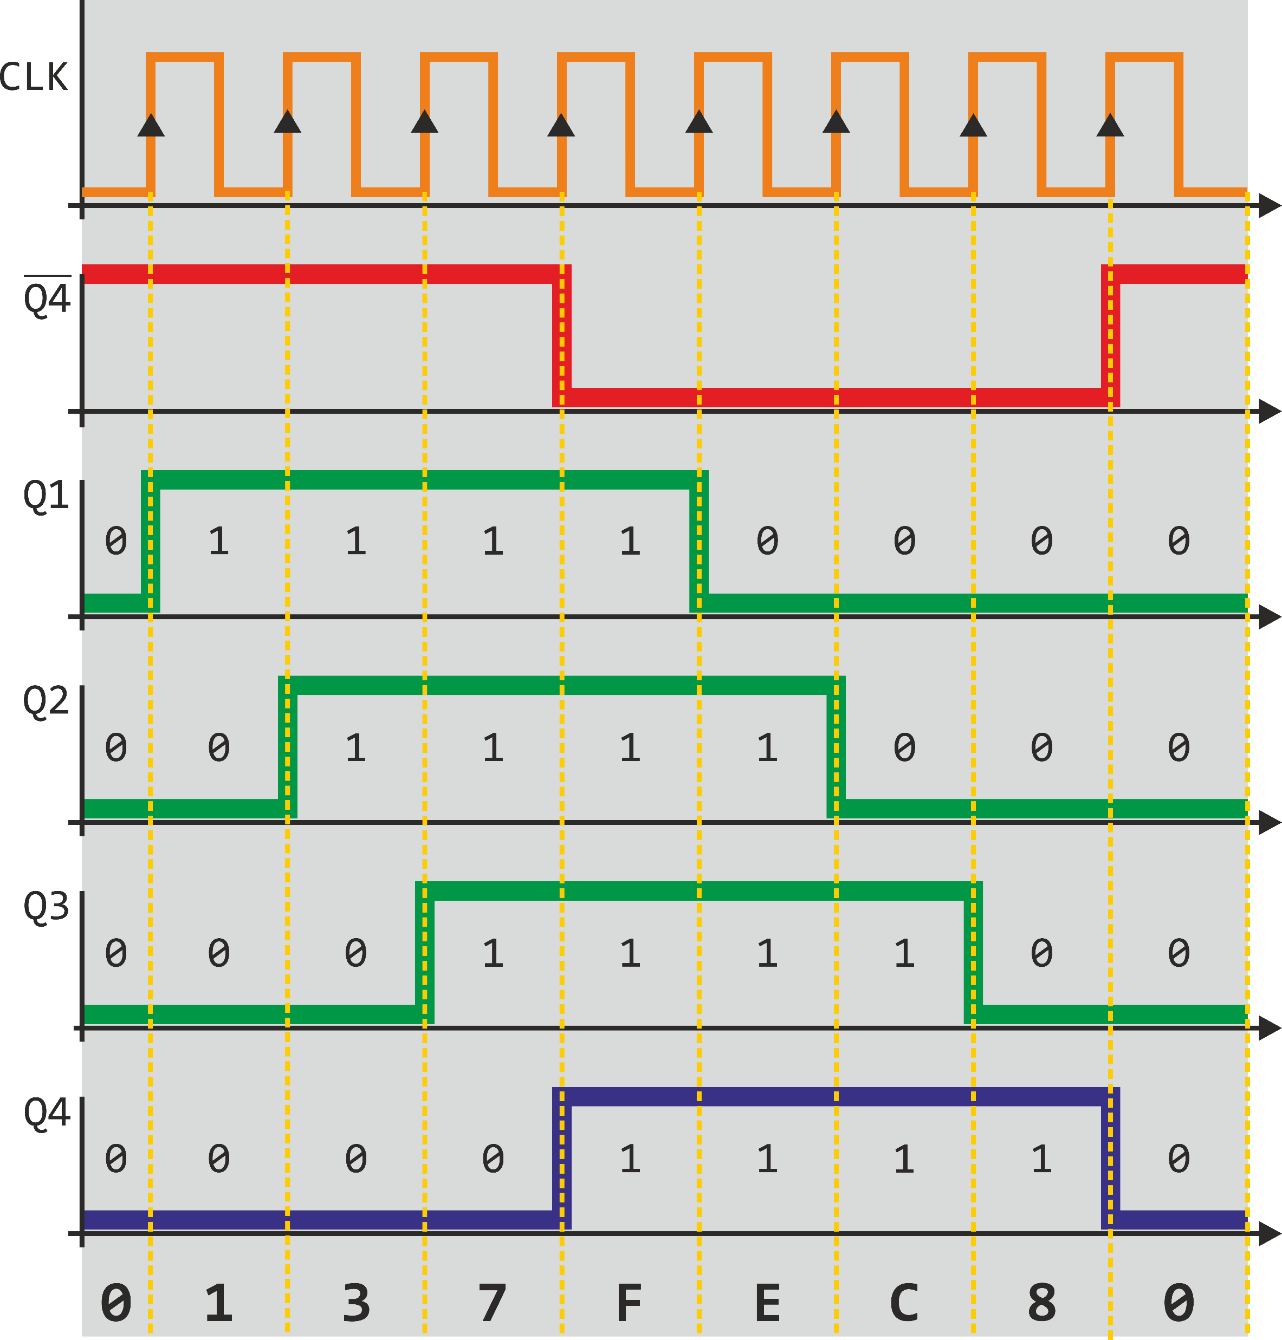 CLK
Q̅4̅
Q1
0 1 1 1 1 0 0 0 0
Q2
0 0 1 1 1 1 0 0 0
Q3
0 0 0 1 1 1 1 0 0
Q4
0 0 0 0 1 1 1 1 0
0 1 3 7 F E C 8 0